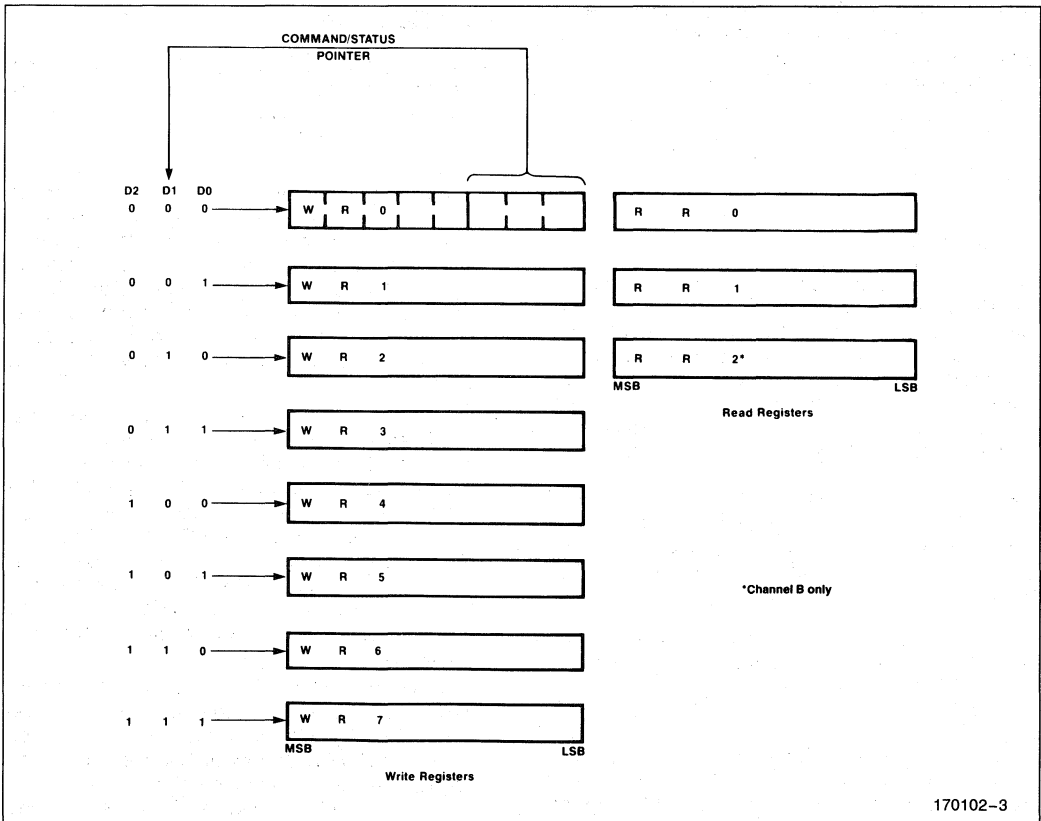 COMMAND/STATUS
POINTER
D2 D1 D0
0 0 0 W R 0 R R 0
0 0 1 W R 1 R R 1
0 1 0 W R 2 R R 2*
MSB LSB
Read Registers
0 1 1 W R 3
1 0 0 W R 4
1 0 1 W R 5
*Channel B only
1 1 0 W R 6
1 1 1 W R 7
MSB LSB
Write Registers
170102-3